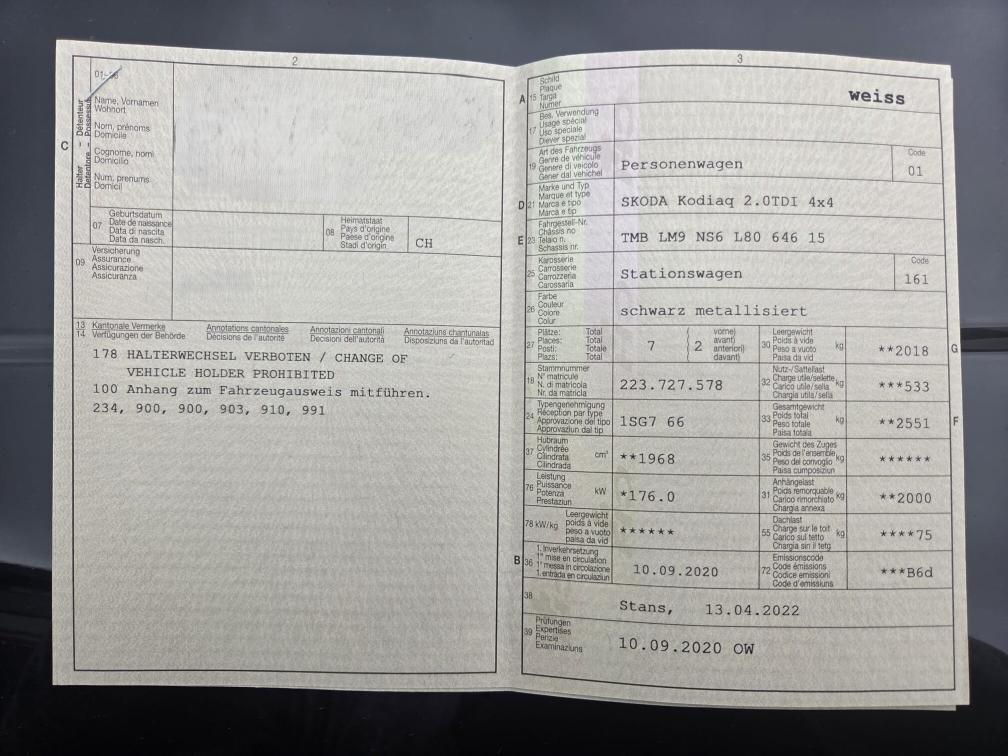 2
01-06
C
Halter - Détenteur
Detentore - Possessur
Name, Vornamen
Wohnort
Nom, prénoms
Domicile
Cognome, nomi
Domicilio
Num, prenums
Domicil
07
Geburtsdatum
Date de naissance
Data di nascita
Data da nasch.
08
Heimatstaat
Pays d'origine
Paese d'origine
Stadi d'origin
CH
09
Versicherung
Assurance
Assicurazione
Assicuranza
13 Kantonale Vermerke Annotations cantonales Annotazioni cantonali Annotaziuns chantunalas
14 Verfügungen der Behörde Décisions de l'autorité Decisioni dell'autorità Disposiziuns da l'autoritad
178 HALTERWECHSEL VERBOTEN / CHANGE OF
VEHICLE HOLDER PROHIBITED
100 Anhang zum Fahrzeugausweis mitführen.
234, 900, 900, 903, 910, 991
3
A 15
Schild
Plaque
Targa
Numer
weiss
17
Bes. Verwendung
Usage spécial
Uso speciale
Diever spezial
19
Art des Fahrzeugs
Genre de véhicule
Genere di veicolo
Gener dal vehichel
Personenwagen
Code
01
D 21
Marke und Typ
Marque et type
Marca e tipo
Marca e tip
SKODA Kodiaq 2.0TDI 4x4
E 23
Fahrgestell-Nr.
Châssis no
Telaio n.
Schassis nr.
TMB LM9 NS6 L80 646 15
25
Karosserie
Carrosserie
Carrozzeria
Carossaria
Stationswagen
Code
161
26
Farbe
Couleur
Colore
Colur
schwarz metallisiert
27
Plätze: Total
Places: Total
Posti: Totale
Plazs: Total
7
2
vorne)
avant)
anteriori)
davant)
30
Leergewicht
Poids à vide
Peso a vuoto
Paisa da vid
kg
**2018
G
18
Stammnummer
N° matricule
N. di matricola
Nr. da matricla
223.727.578
32
Nutz-/Sattellast
Charge utile/sellette
Carico utile/sella
Chargia utila/sella
kg
***533
24
Typengenehmigung
Réception par type
Approvazione del tipo
Approvaziun dal tip
1SG7 66
33
Gesamtgewicht
Poids total
Peso totale
Paisa totala
kg
**2551
F
37
Hubraum
Cylindrée
Cilindrata
Cilindrada
cm³
**1968
35
Gewicht des Zuges
Poids de l'ensemble
Peso del convoglio
Paisa cumposiziun
kg
******
76
Leistung
Puissance
Potenza
Prestaziun
kW
*176.0
31
Anhängelast
Poids remorquable
Carico rimorchiato
Chargia annexa
kg
**2000
78 kW/kg
Leergewicht
poids à vide
peso a vuoto
paisa da vid
******
55
Dachlast
Charge sur le toit
Carico sul tetto
Chargia sin il tetg
kg
****75
B 36
1. Inverkehrsetzung
1re mise en circulation
1a messa in circolazione
1. entrada en circulaziun
10.09.2020
72
Emissionscode
Code émissions
Codice emissioni
Code d'emissiuns
***B6d
38
Stans, 13.04.2022
39
Prüfungen
Expertises
Perizie
Examinaziuns
10.09.2020 OW